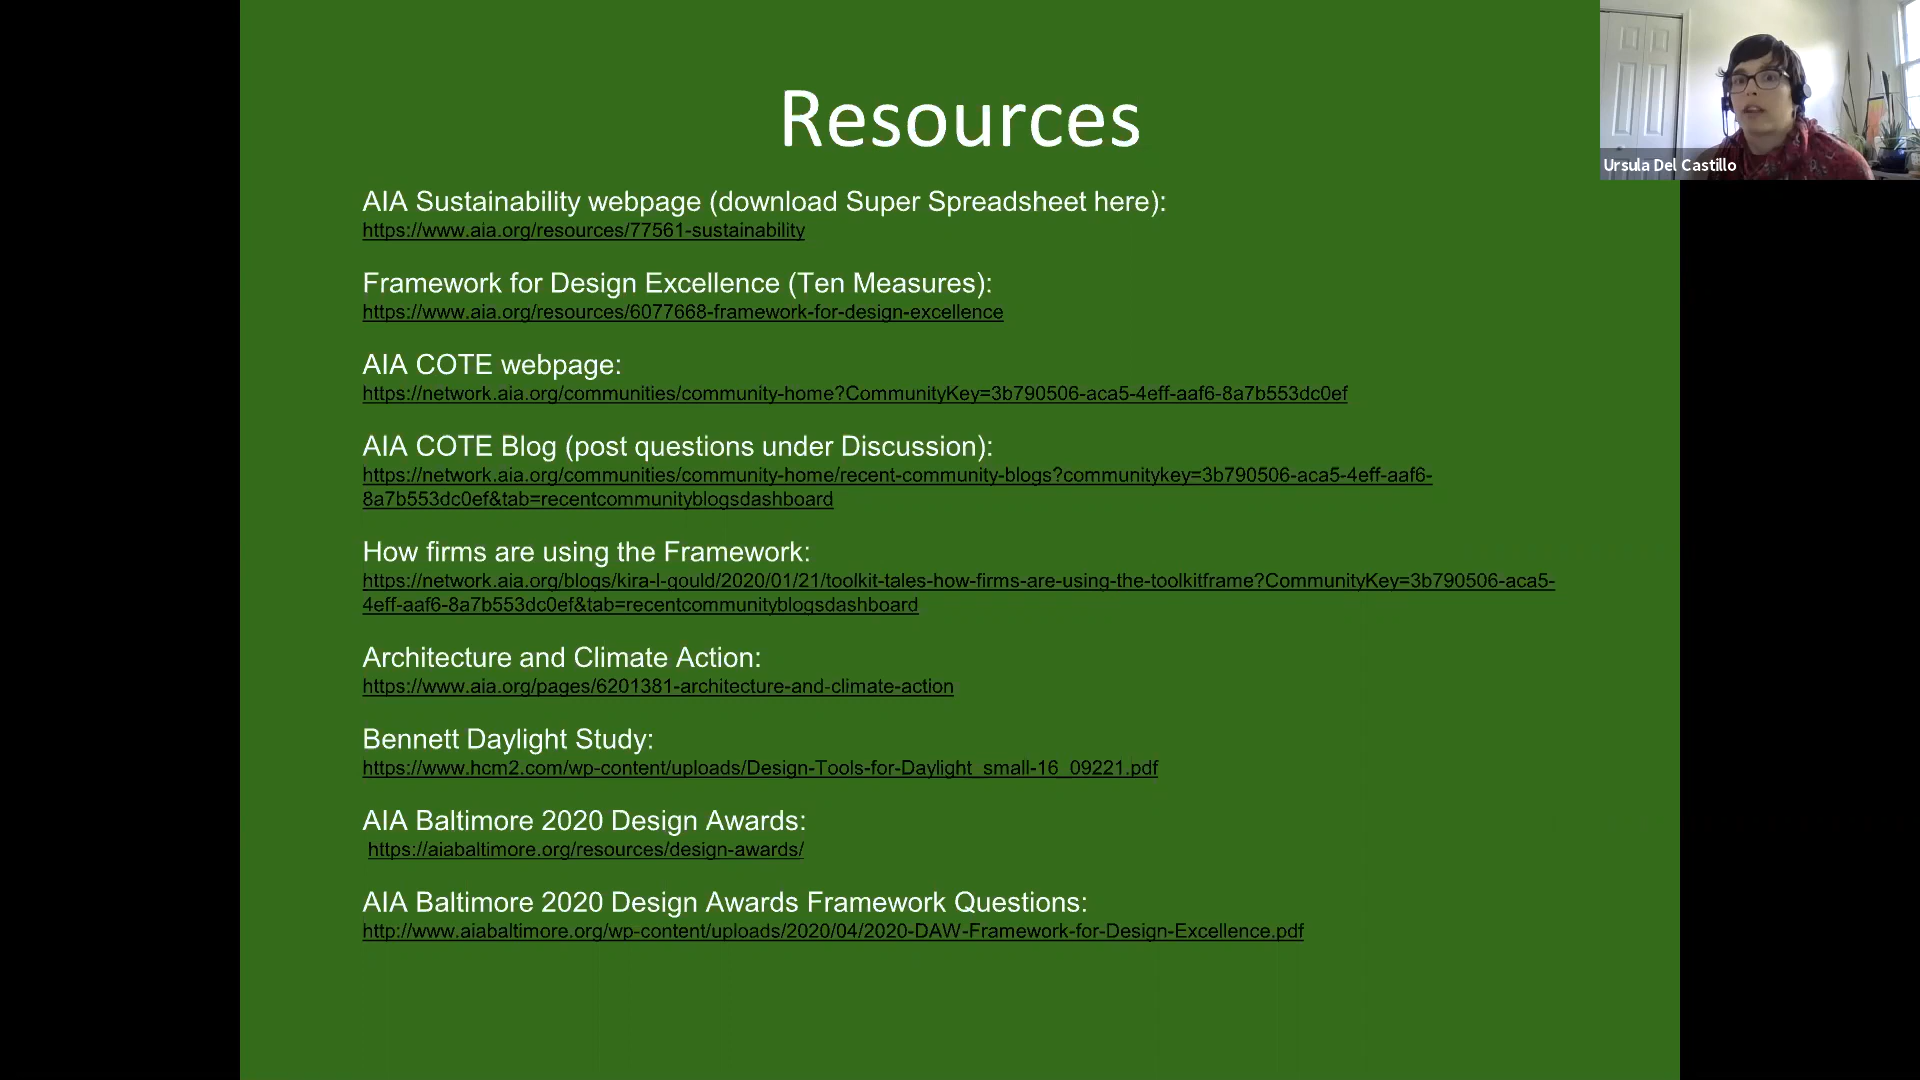 Resources
Ursula Del Castillo
AIA Sustainability webpage (download Super Spreadsheet here):
https://www.aia.org/resources/77561-sustainability
Framework for Design Excellence (Ten Measures):
https://www.aia.org/resources/6077668-framework-for-design-excellence
AIA COTE webpage:
https://network.aia.org/communities/community-home?CommunityKey=3b790506-aca5-4eff-aaf6-8a7b553dc0ef
AIA COTE Blog (post questions under Discussion):
https://network.aia.org/communities/community-home/recent-community-blogs?communitykey=3b790506-aca5-4eff-aaf6-
8a7b553dc0ef&tab=recentcommunityblogsdashboard
How firms are using the Framework:
https://network.aia.org/blogs/kira-l-gould/2020/01/21/toolkit-tales-how-firms-are-using-the-toolkitframe?CommunityKey=3b790506-aca5-
4eff-aaf6-8a7b553dc0ef&tab=recentcommunityblogsdashboard
Architecture and Climate Action:
https://www.aia.org/pages/6201381-architecture-and-climate-action
Bennett Daylight Study:
https://www.hcm2.com/wp-content/uploads/Design-Tools-for-Daylight_small-16_09221.pdf
AIA Baltimore 2020 Design Awards:
https://aiabaltimore.org/resources/design-awards/
AIA Baltimore 2020 Design Awards Framework Questions:
http://www.aiabaltimore.org/wp-content/uploads/2020/04/2020-DAW-Framework-for-Design-Excellence.pdf